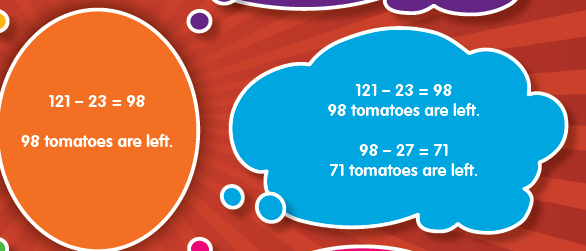 121 – 23 = 98
98 tomatoes are left.
121 – 23 = 98
98 tomatoes are left.
98 – 27 = 71
71 tomatoes are left.